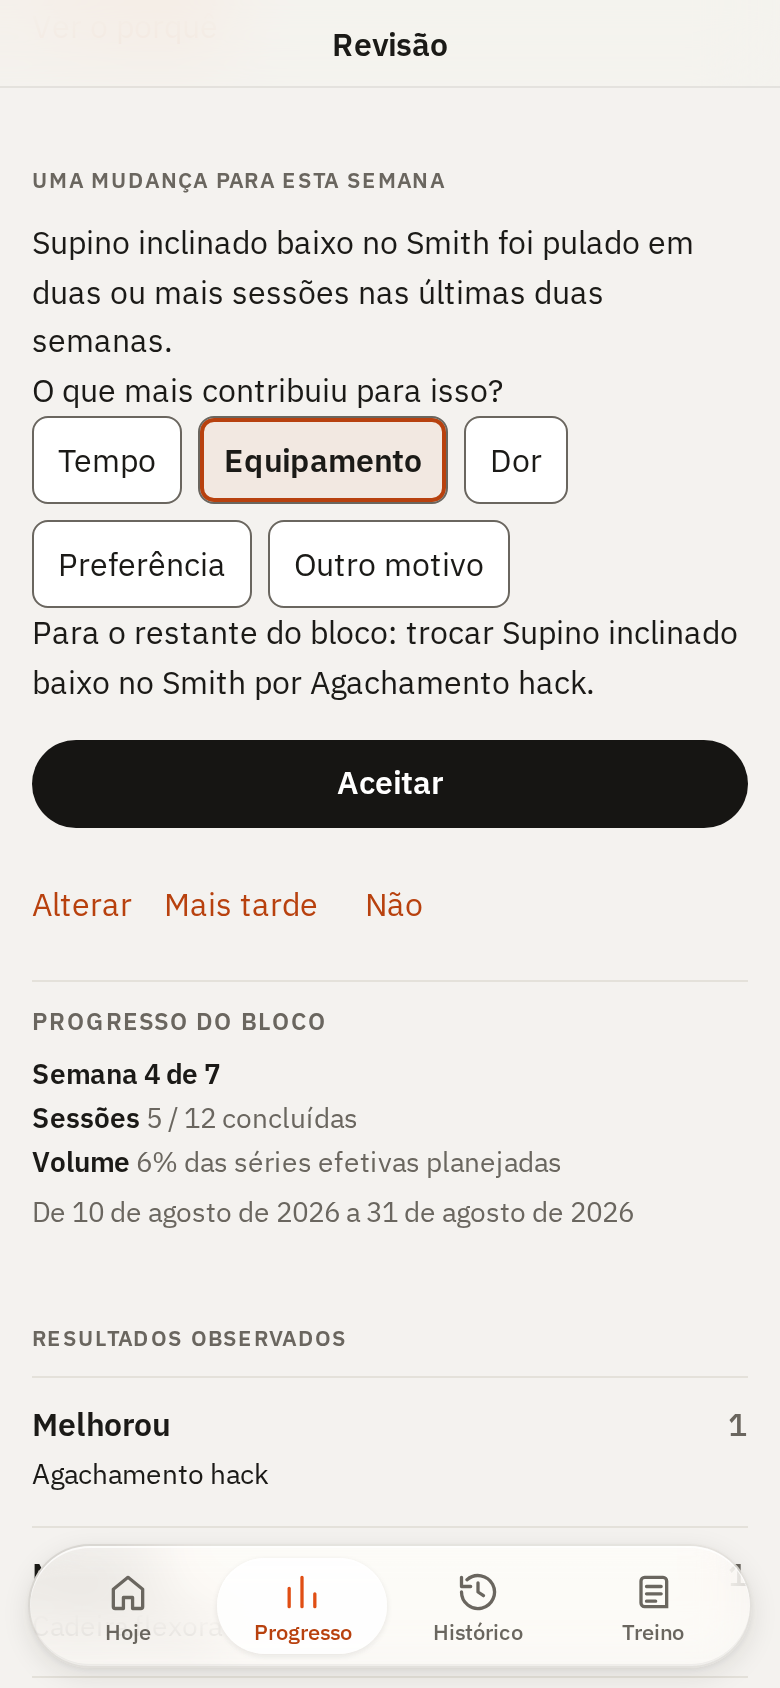 Ver o porquê
Revisão
UMA MUDANÇA PARA ESTA SEMANA
Supino inclinado baixo no Smith foi pulado em
duas ou mais sessões nas últimas duas
semanas.
O que mais contribuiu para isso?
Tempo
Equipamento
Dor
Preferência
Outro motivo
Para o restante do bloco: trocar Supino inclinado
baixo no Smith por Agachamento hack.
Aceitar
Alterar Mais tarde Não
PROGRESSO DO BLOCO
Semana 4 de 7
Sessões 5 / 12 concluídas
Volume 6% das séries efetivas planejadas
De 10 de agosto de 2026 a 31 de agosto de 2026
RESULTADOS OBSERVADOS
Melhorou 1
Agachamento hack
1
Hoje
Progresso
Histórico
Treino